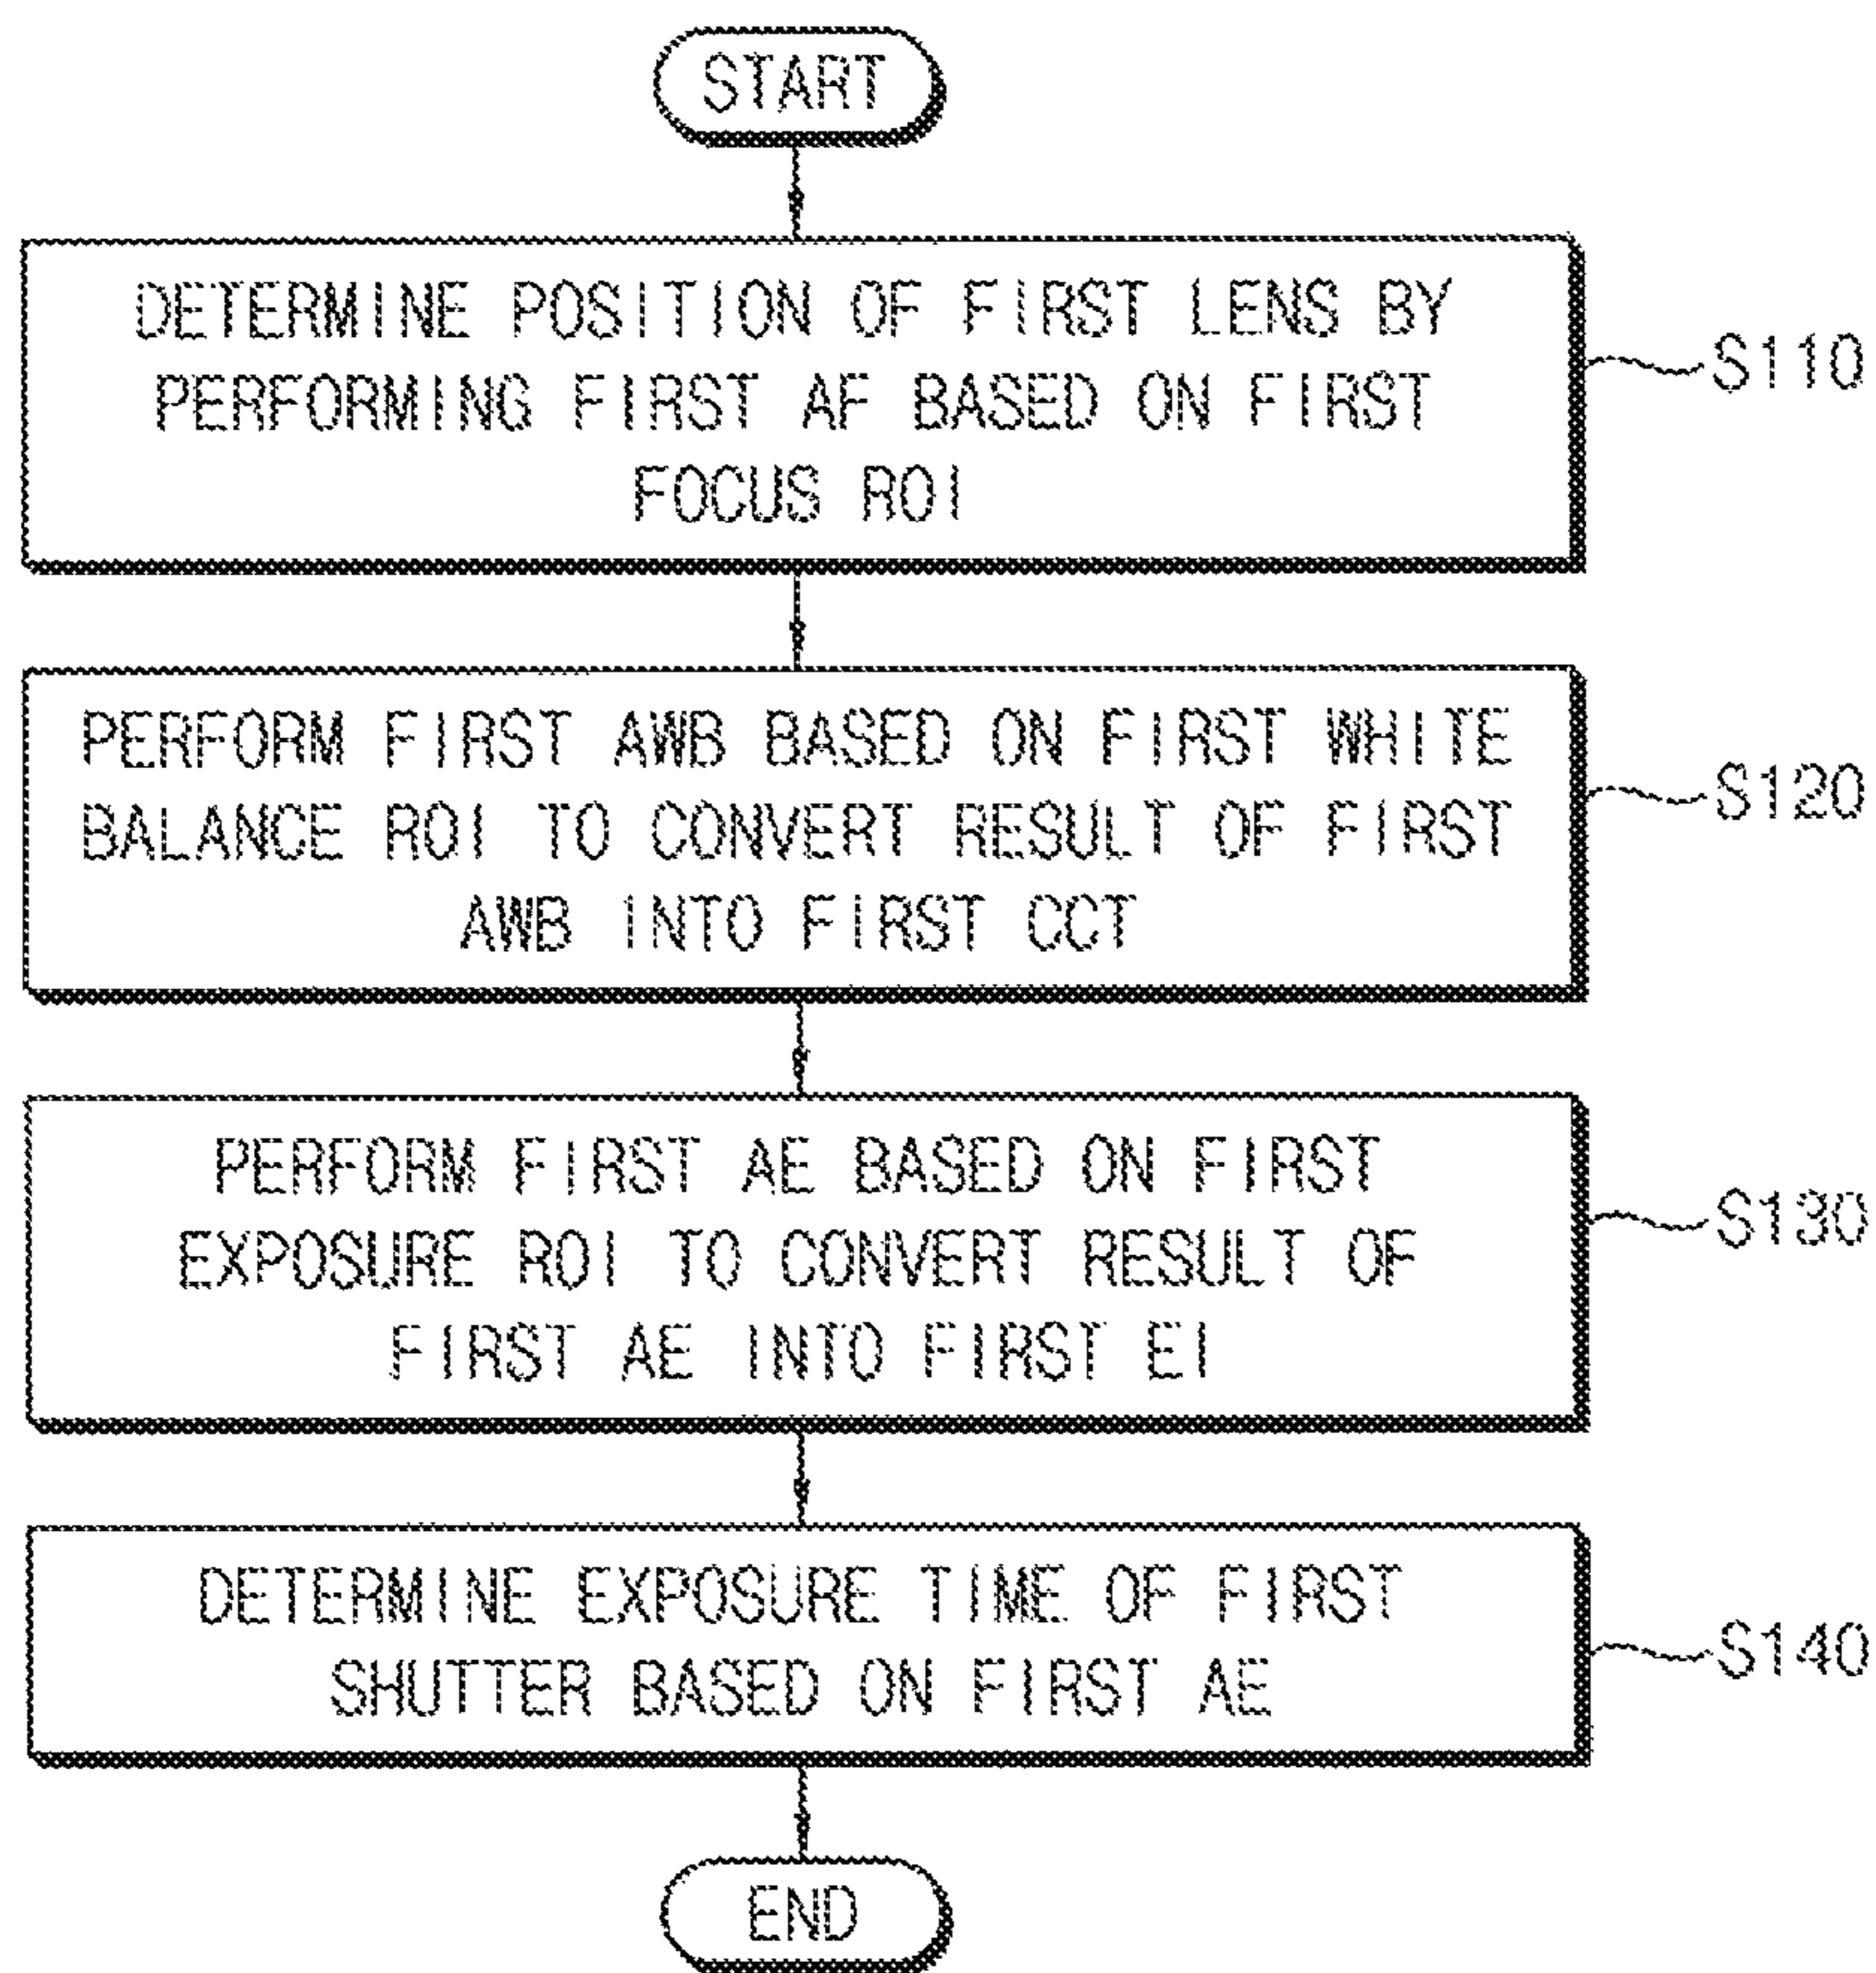 START
DETERMINE POSITION OF FIRST LENS BY
PERFORMING FIRST AF BASED ON FIRST
FOCUS ROI
S110
PERFORM FIRST AWB BASED ON FIRST WHITE
BALANCE ROI TO CONVERT RESULT OF FIRST
AWB INTO FIRST CCT
S120
PERFORM FIRST AE BASED ON FIRST
EXPOSURE ROI TO CONVERT RESULT OF
FIRST AE INTO FIRST EI
S130
DETERMINE EXPOSURE TIME OF FIRST
SHUTTER BASED ON FIRST AE
S140
END